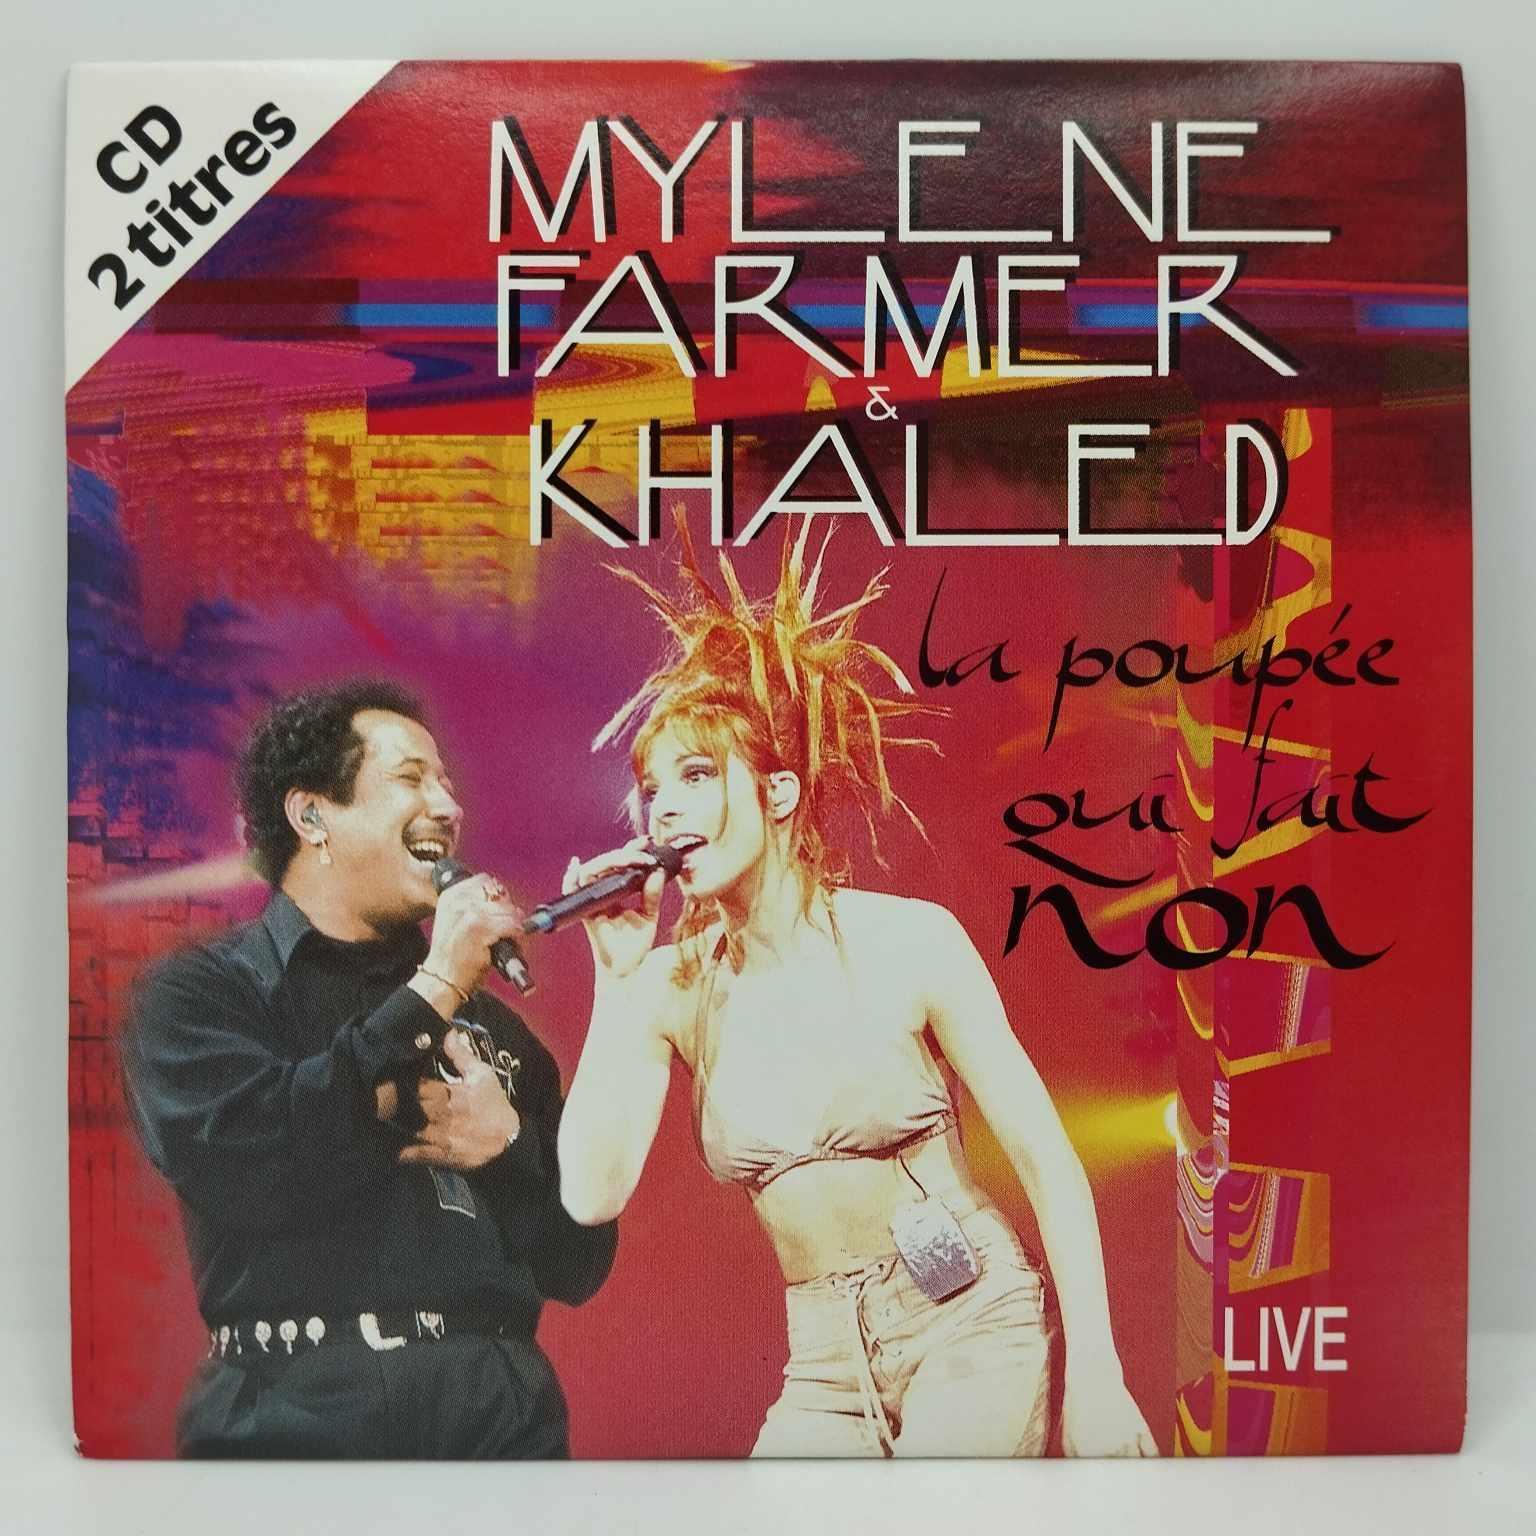 CD
2 titres
MYLENE
FARMER
&
KHALED
la poupée
qui fait
non
LIVE